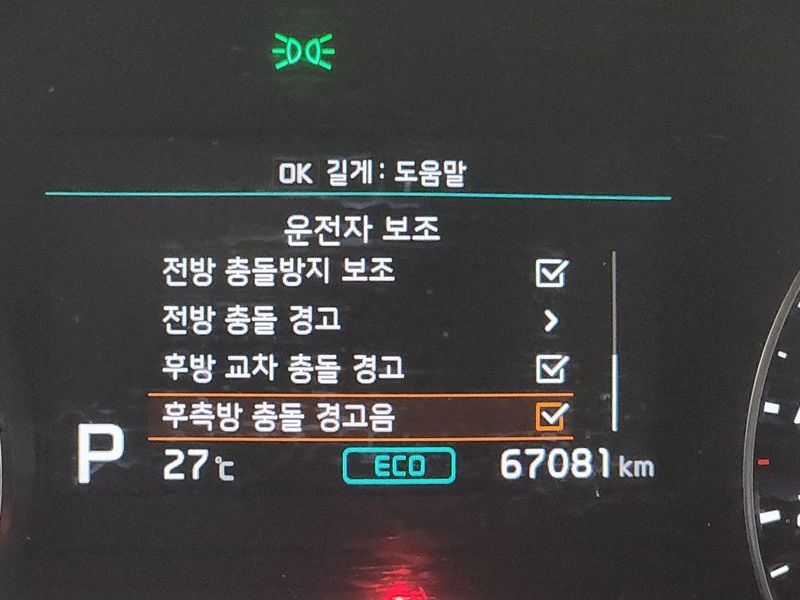 OK 길게 : 도움말
운전자 보조
전방 충돌방지 보조
전방 충돌 경고
후방 교차 충돌 경고
후측방 충돌 경고음
P 27℃ ECO 67081 km